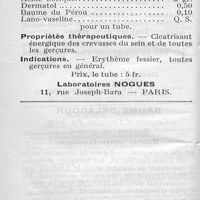 Dermatol .......................... 0,50
Baume du Pérou .................... 0,10
Lano-vaseline ..................... Q. S.
pour un tube.
Propriétés thérapeutiques. — Cicatrisant
énergique des crevasses du sein et de toutes
les gerçures.
Indications. — Erythème fessier, toutes
gerçures en général.
Prix, le tube : 5 fr.
Laboratoires NOGUES
11, rue Joseph-Bara — PARIS.